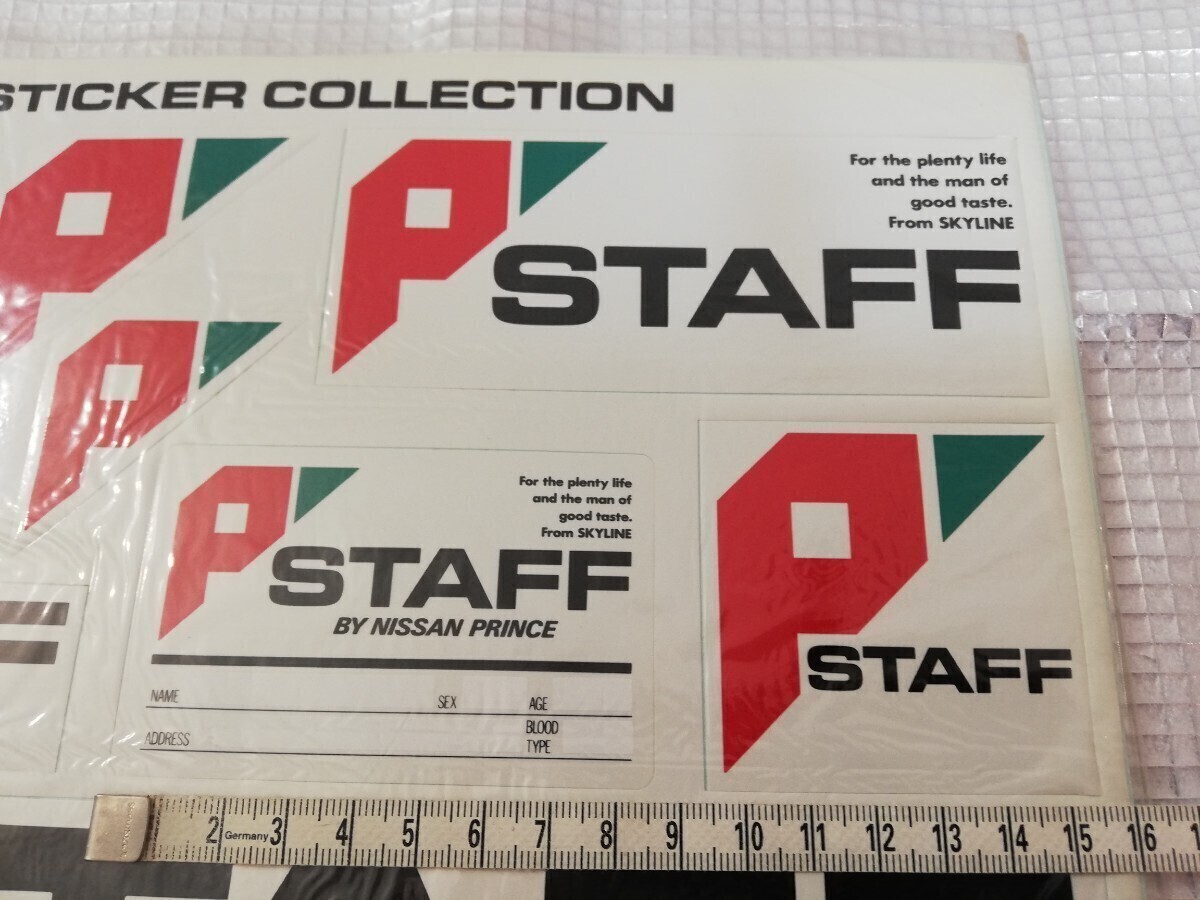 STICKER COLLECTION
P'
For the plenty life
and the man of
good taste.
From SKYLINE
STAFF
P'
P'
For the plenty life
and the man of
good taste.
From SKYLINE
STAFF
BY NISSAN PRINCE
NAME SEX AGE
ADDRESS BLOOD
TYPE
P'
P'
STAFF
2 Germany 3 4 5 6 7 8 9 10 11 12 13 14 15 16